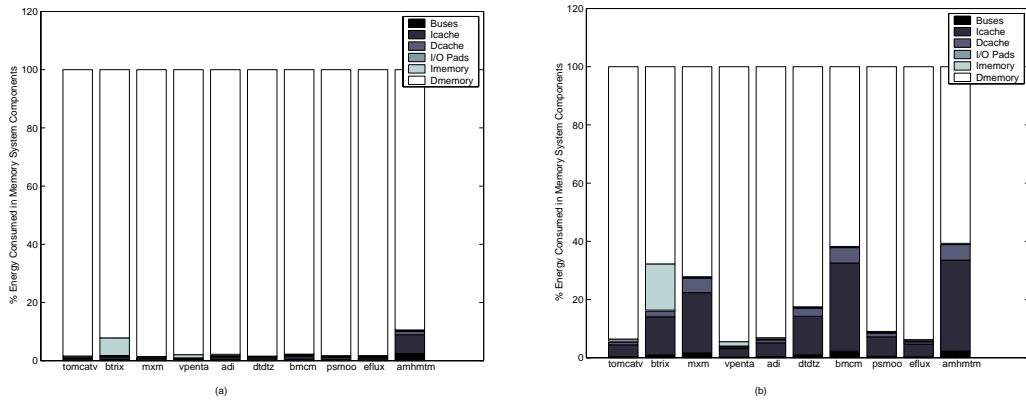 % Energy Consumed in Memory System Components
120
100
80
60
40
20
0
Buses
Icache
Dcache
I/O Pads
Imemory
Dmemory
tomcatv btrix mxm vpenta adi dtdtz bmcm psmoo eflux amhmtm
(a)
% Energy Consumed in Memory System Components
120
100
80
60
40
20
0
Buses
Icache
Dcache
I/O Pads
Imemory
Dmemory
tomcatv btrix mxm vpenta adi dtdtz bmcm psmoo eflux amhmtm
(b)